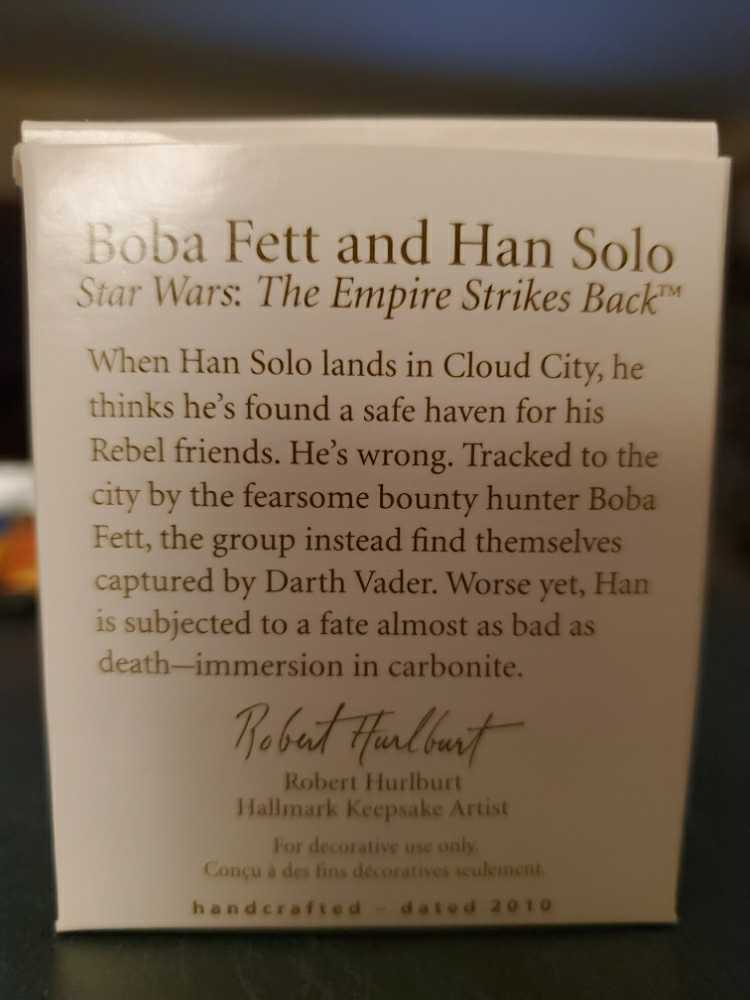 Boba Fett and Han Solo
Star Wars: The Empire Strikes Back™
When Han Solo lands in Cloud City, he
thinks he's found a safe haven for his
Rebel friends. He's wrong. Tracked to the
city by the fearsome bounty hunter Boba
Fett, the group instead find themselves
captured by Darth Vader. Worse yet, Han
is subjected to a fate almost as bad as
death—immersion in carbonite.
Robert Hurlburt
Robert Hurlburt
Hallmark Keepsake Artist
For decorative use only.
Conçu à des fins décoratives seulement.
handcrafted – dated 2010